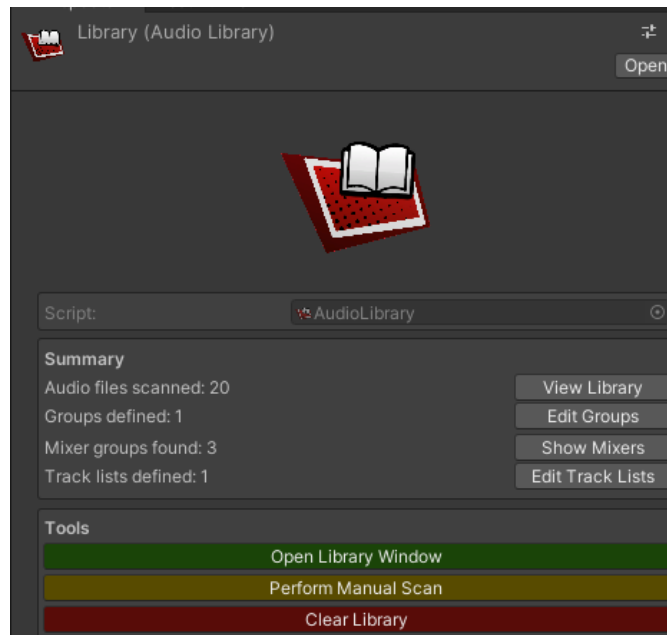 Library (Audio Library)
Open
Script:
AudioLibrary
Summary
Audio files scanned: 20
View Library
Groups defined: 1
Edit Groups
Mixer groups found: 3
Show Mixers
Track lists defined: 1
Edit Track Lists
Tools
Open Library Window
Perform Manual Scan
Clear Library